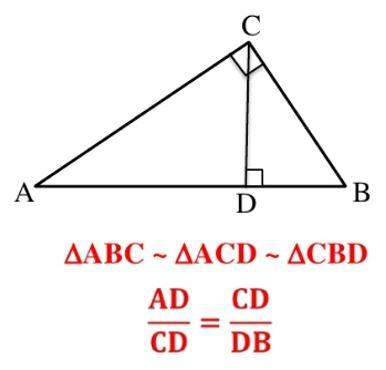 C
A
D
B
ΔABC ~ ΔACD ~ ΔCBD
AD/CD = CD/DB